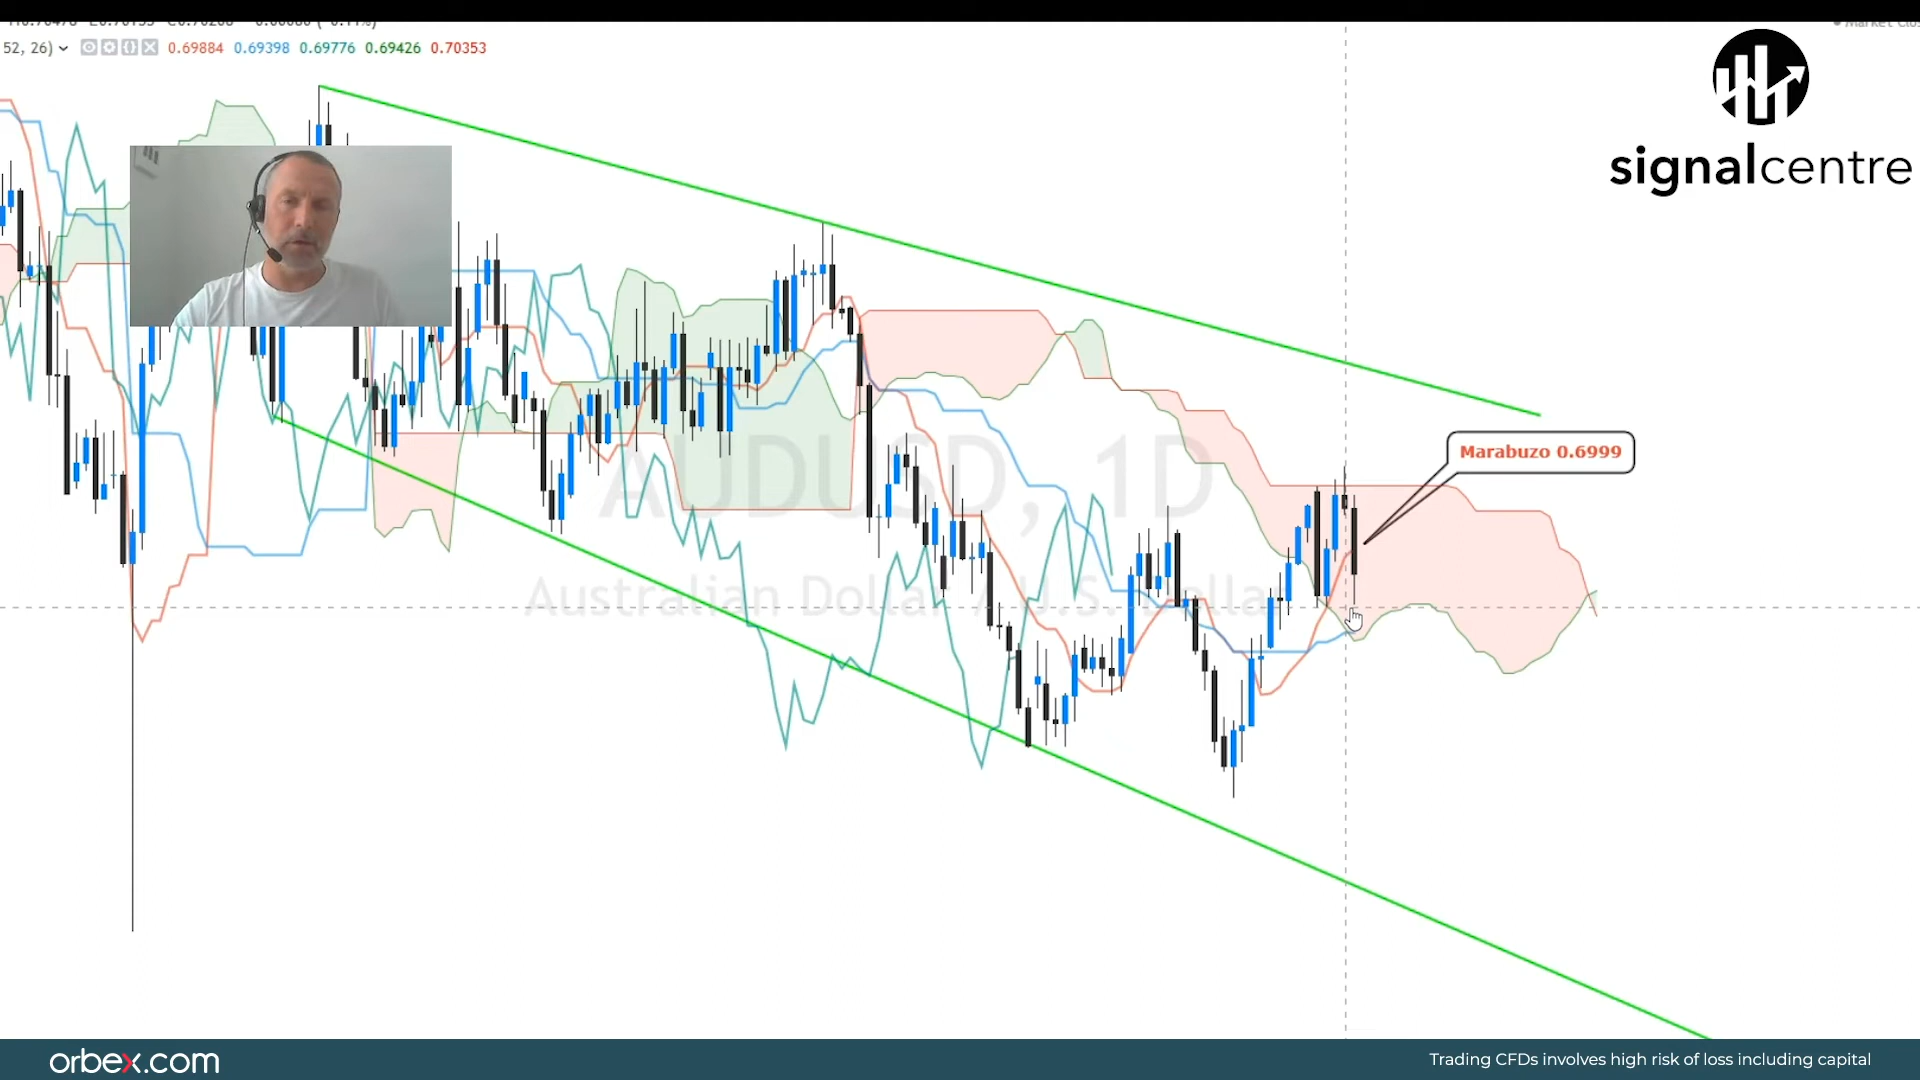 52, 26)
0.69884 0.69398 0.69776 0.69426 0.70353
signalcentre
Marabuzo 0.6999
AUDUSD, 1D
Australian Dollar / U.S. Dollar
orbex.com
Trading CFDs involves high risk of loss including capital